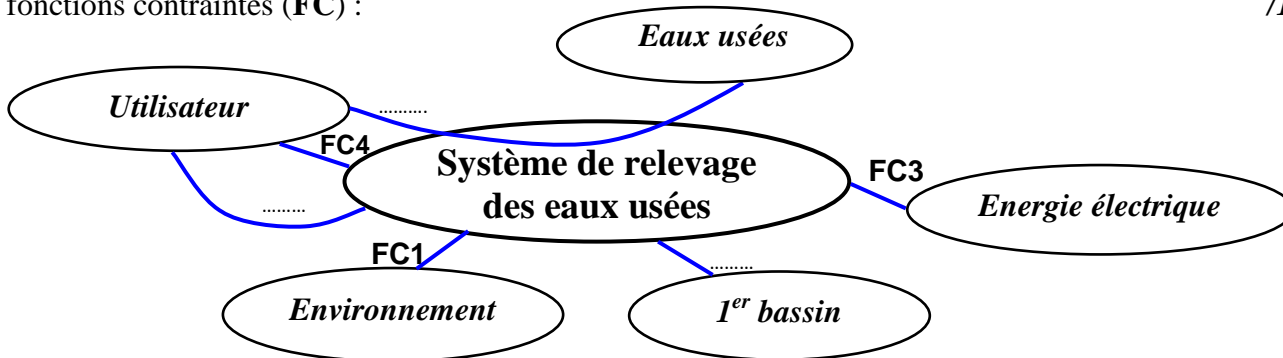 fonctions contraintes (FC) :
Eaux usées
Utilisateur
..........
FC4
Système de relevage
des eaux usées
FC3
Energie électrique
.........
FC1
.........
Environnement
1er bassin